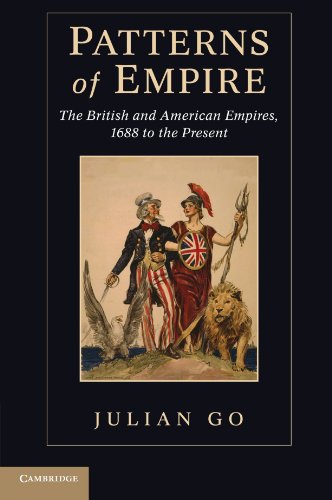 PATTERNS
of EMPIRE
The British and American Empires,
1688 to the Present
JULIAN GO
CAMBRIDGE